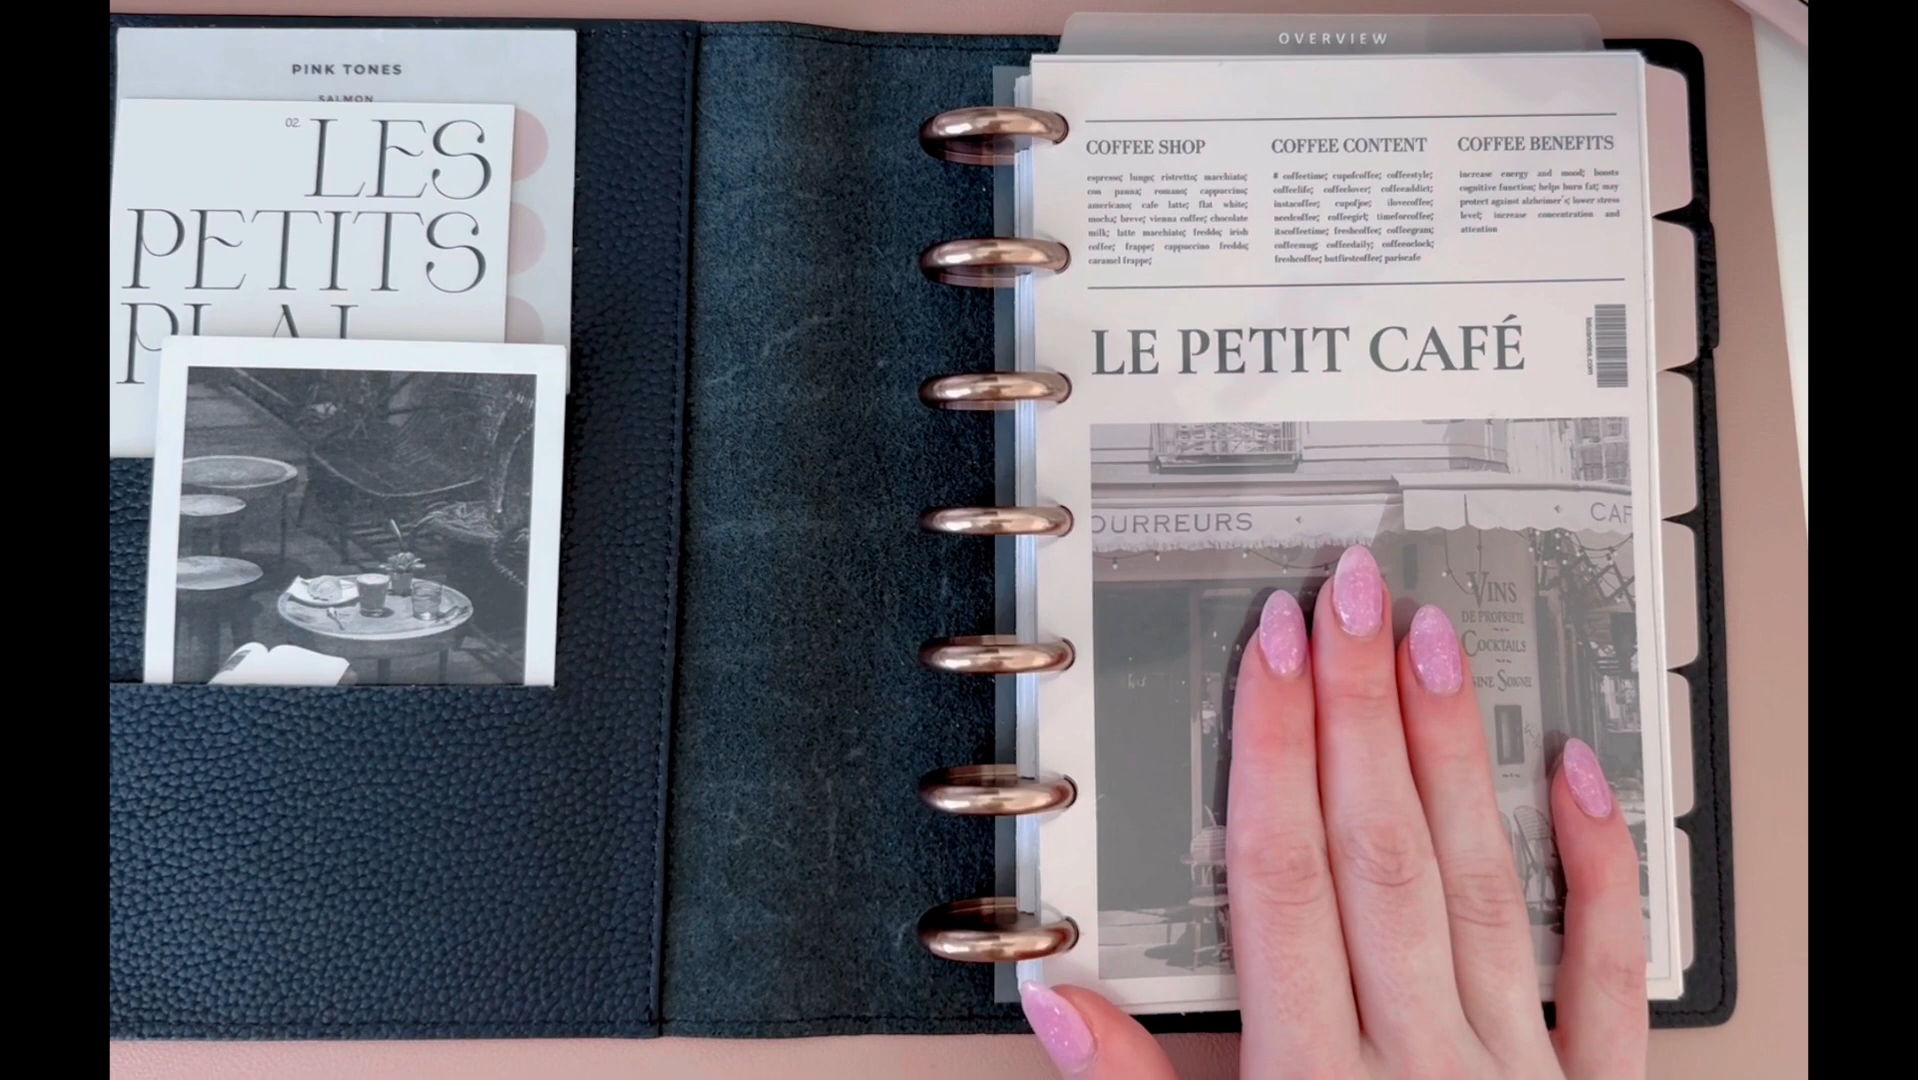 PINK TONES
SALMON
02.
LES
PETITS
OVERVIEW
COFFEE SHOP
espresso; lungo; ristretto; macchiato;
con panna; romano; cappuccino;
americano; cafe latte; flat white;
mocha; breve; vienna coffee; chocolate
milk; latte macchiato; freddo; irish
coffee; frappe; cappuccino freddo;
caramel frappe;
COFFEE CONTENT
# coffeetime; cupofcoffee; coffeestyle;
coffeelife; coffeelover; coffeeaddict;
instacoffee; cupofjoe; ilovecoffee;
needcoffee; coffeegirl; timeforcoffee;
itscoffeetime; freshcoffee; coffeegram;
coffeemug; coffeedaily; coffeeoclock;
freshcoffee; butfirstcoffee; pariscafe
COFFEE BENEFITS
increase energy and mood; boosts
cognitive function; helps burn fat; may
protect against alzheimer's; lower stress
level; increase concentration and
attention
LE PETIT CAFÉ
OURREURS
CAF
VINS
DE PROPRIETE
COCKTAILS
SINE SOIGNEE